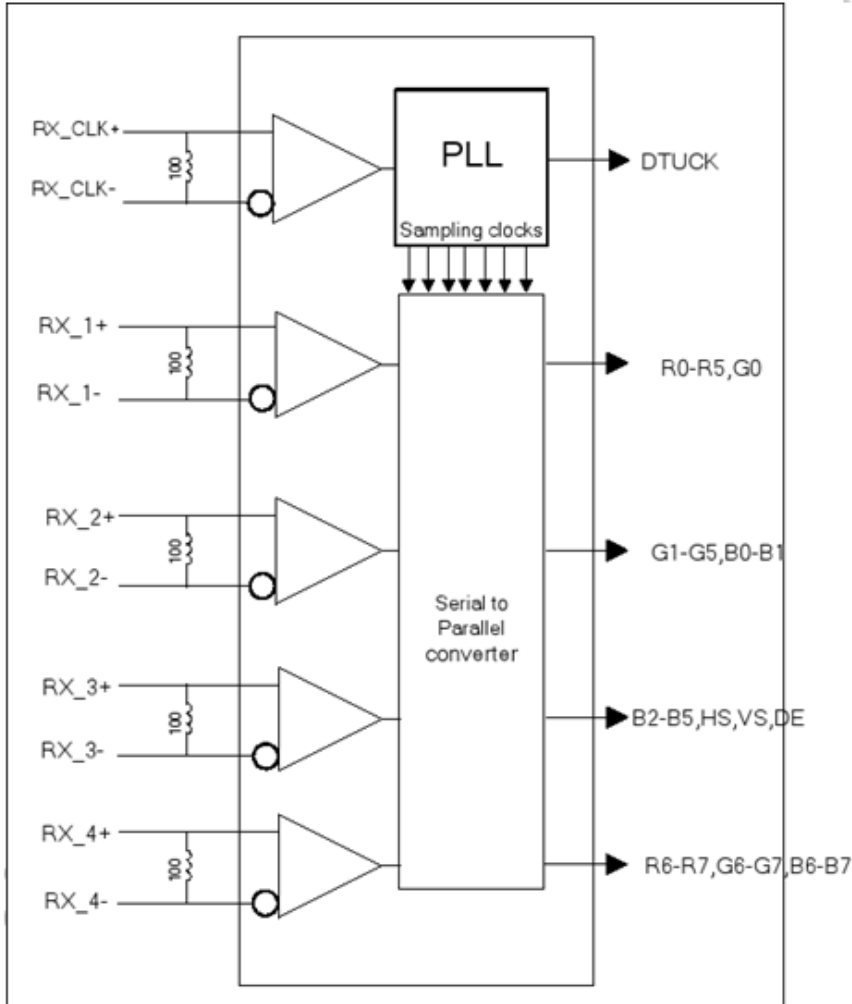 RX_CLK+
100
RX_CLK-
PLL
Sampling clocks
DTUCK
RX_1+
100
RX_1-
R0-R5,G0
RX_2+
100
RX_2-
G1-G5,B0-B1
Serial to
Parallel
converter
RX_3+
100
RX_3-
B2-B5,HS,VS,DE
RX_4+
100
RX_4-
R6-R7,G6-G7,B6-B7